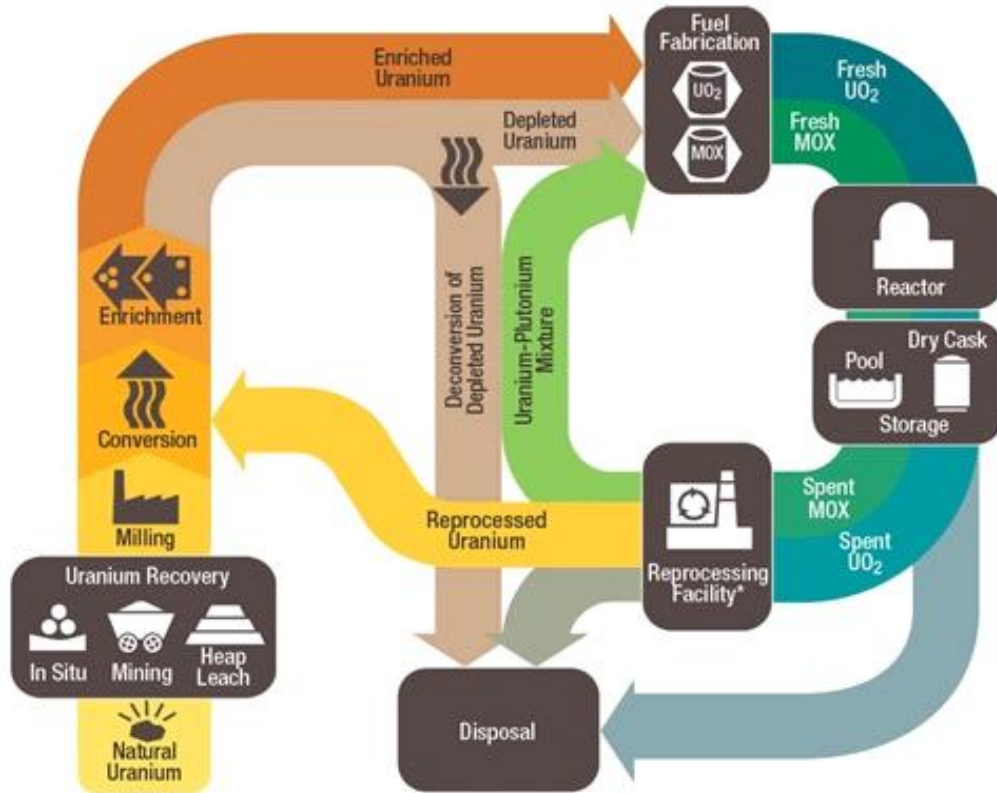 Fuel
Fabrication
UO₂
MOX
Enriched
Uranium
Depleted
Uranium
Fresh
UO₂
Fresh
MOX
Reactor
Dry Cask
Pool
Storage
Enrichment
Conversion
Milling
Uranium Recovery
In Situ
Mining
Heap
Leach
Natural
Uranium
Deconversion of
Depleted Uranium
Uranium-Plutonium
Mixture
Reprocessed
Uranium
Reprocessing
Facility*
Spent
MOX
Spent
UO₂
Disposal